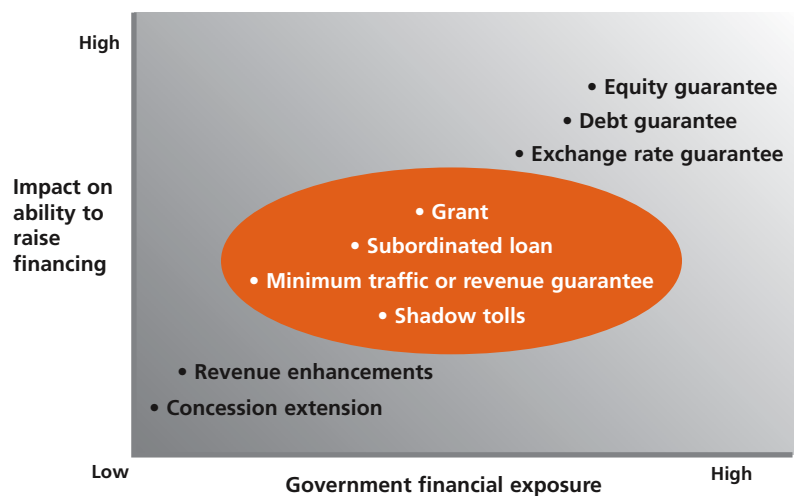 High
• Equity guarantee
• Debt guarantee
• Exchange rate guarantee
Impact on
ability to
raise
financing
• Grant
• Subordinated loan
• Minimum traffic or revenue guarantee
• Shadow tolls
• Revenue enhancements
• Concession extension
Low
Government financial exposure
High